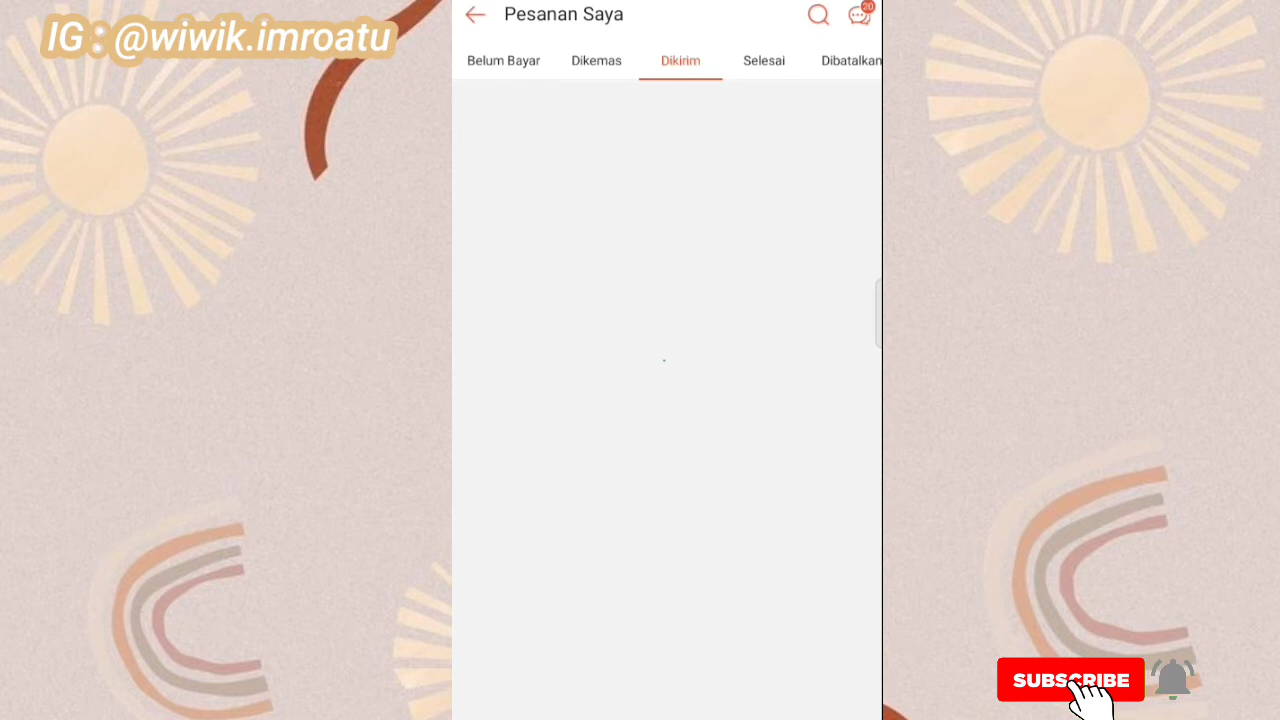 IG : @wiwik.imroatu
Pesanan Saya
20
Belum Bayar Dikemas Dikirim Selesai Dibatalkan
SUBSCRIBE